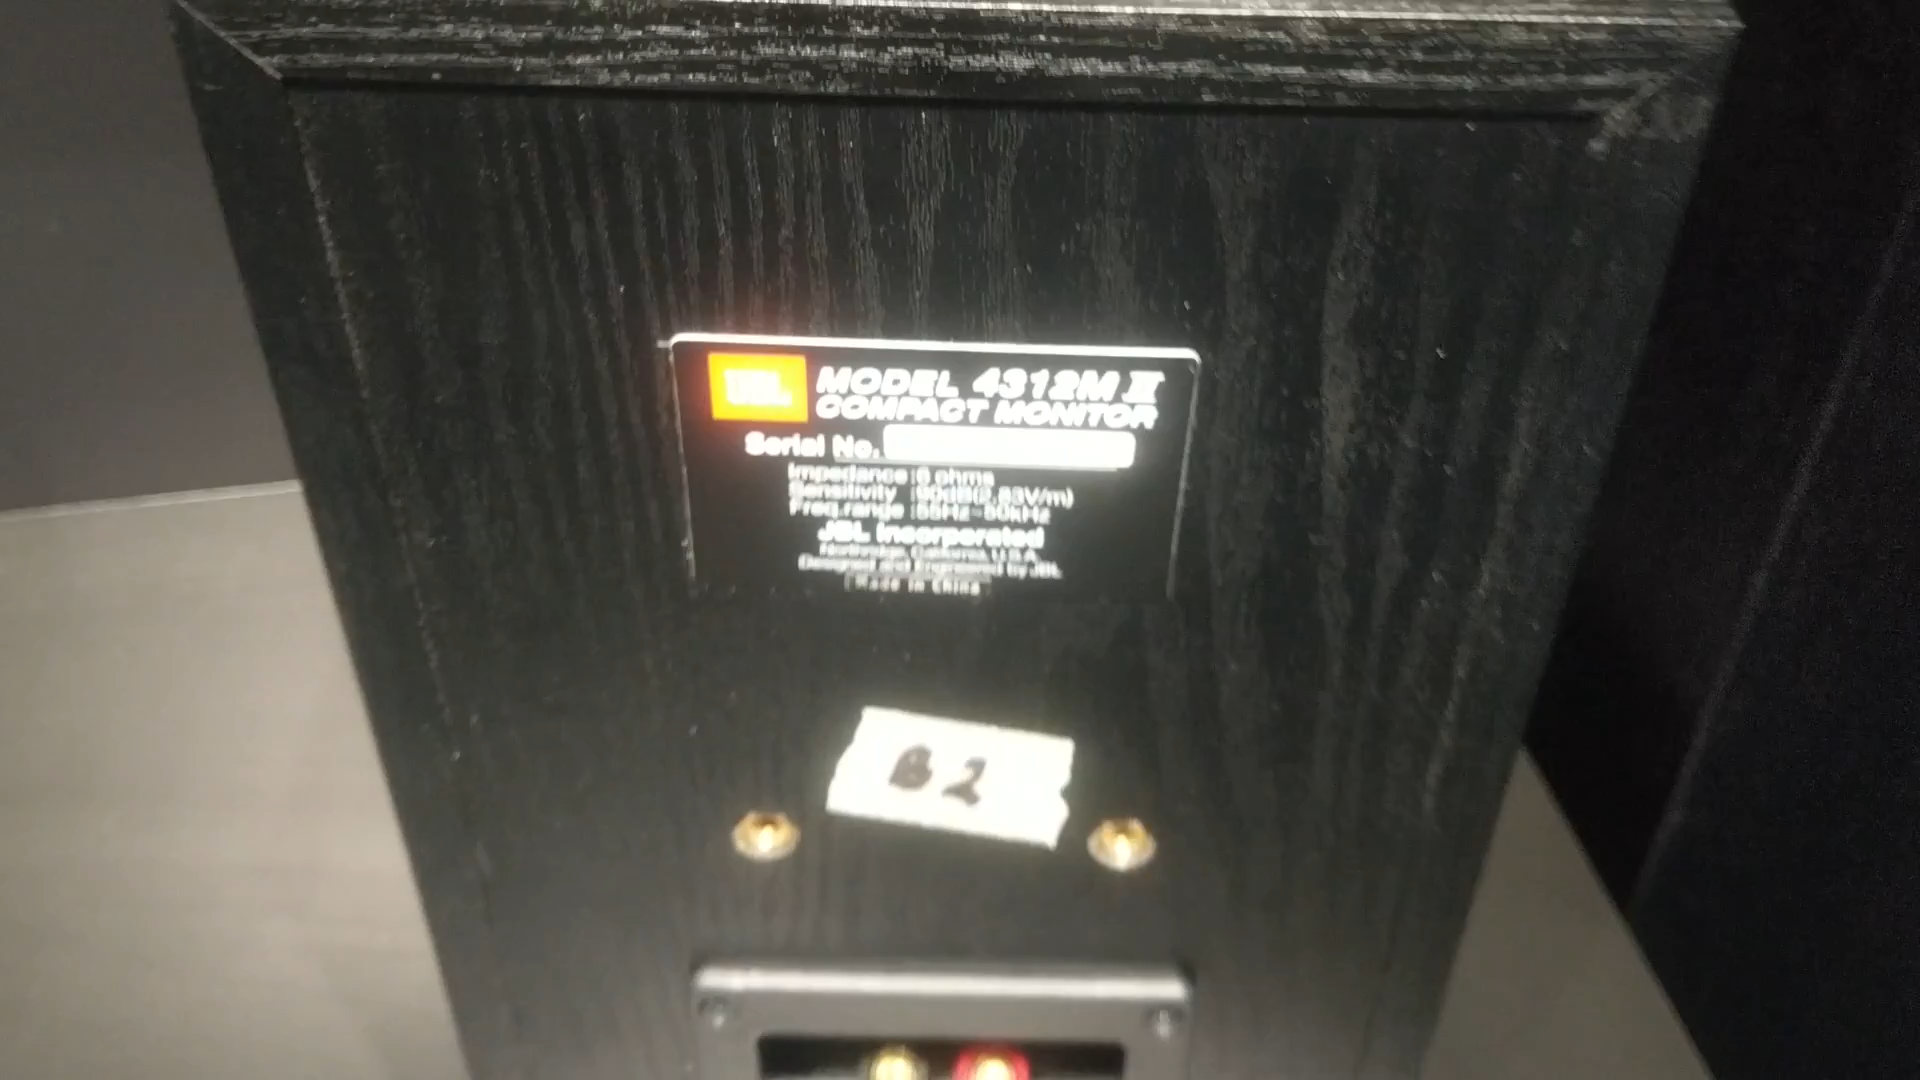 JBL
MODEL 4312M II
COMPACT MONITOR
Serial No.
Impedance :6 ohms
Sensitivity :90dB(2.83V/m)
Freq.range :55Hz~50kHz
JBL Incorporated
Northridge, California, U.S.A.
Designed and Engineered by JBL
Made in China
B2